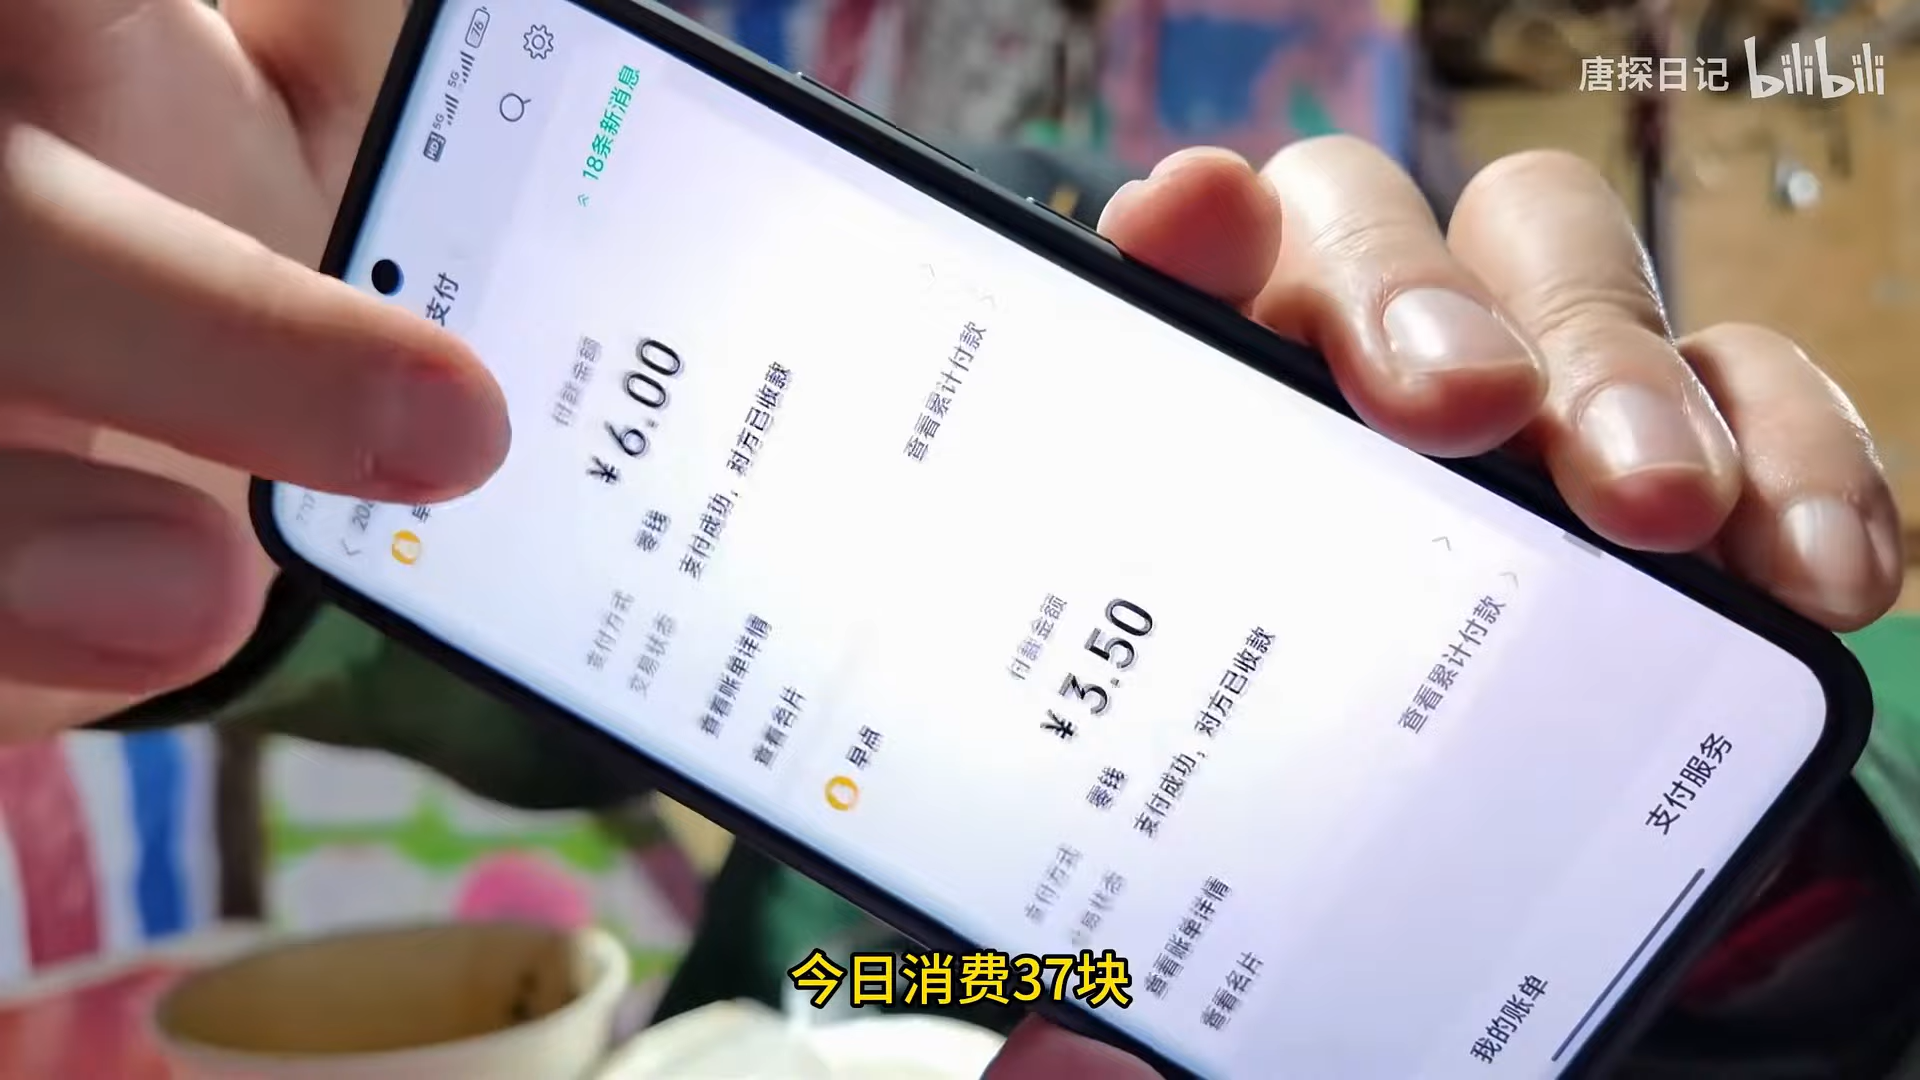 唐探日记 bilibili
76
5G 5G
HD
支付
18条新消息
付款金额
¥6.00
零钱
支付成功，对方已收款
支付方式
交易状态
查看账单详情
查看名片
查看累计付款
早点
付款金额
¥3.50
零钱
支付成功，对方已收款
支付方式
交易状态
查看账单详情
查看名片
查看累计付款
我的账单
支付服务
今日消费37块